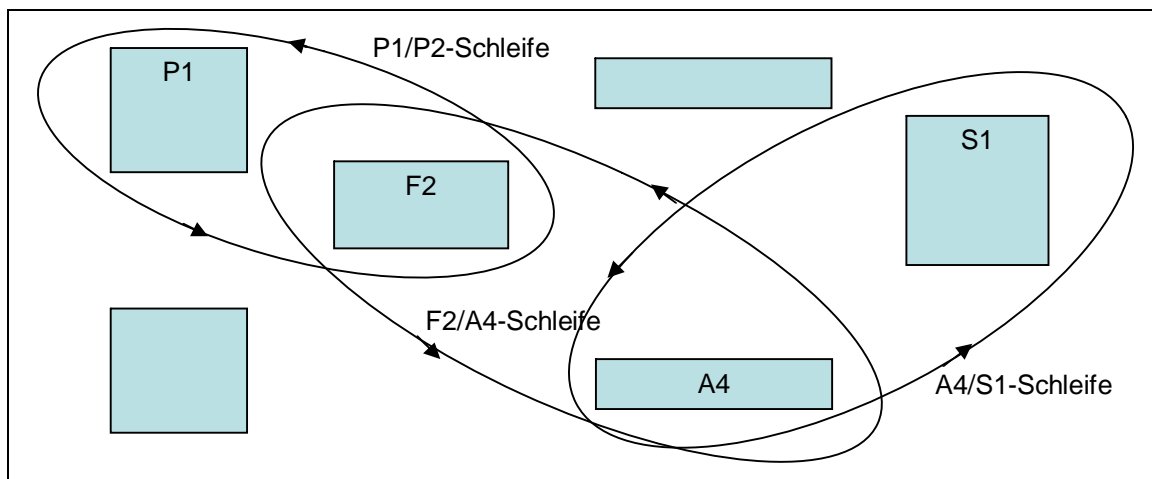 P1/P2-Schleife
P1
S1
F2
F2/A4-Schleife
A4
A4/S1-Schleife